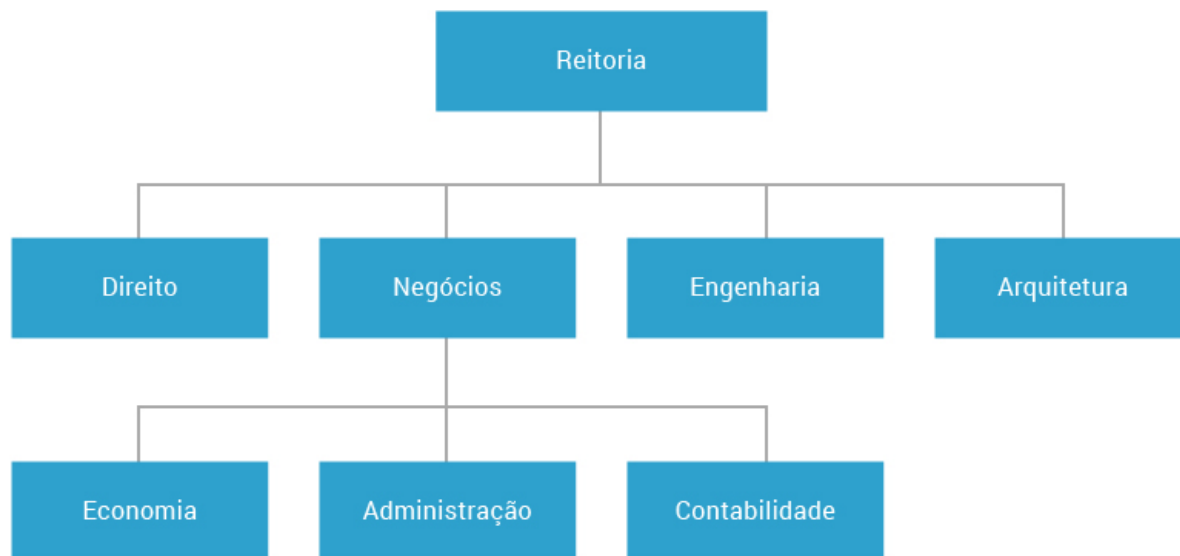 Reitoria
Direito
Negócios
Engenharia
Arquitetura
Economia
Administração
Contabilidade